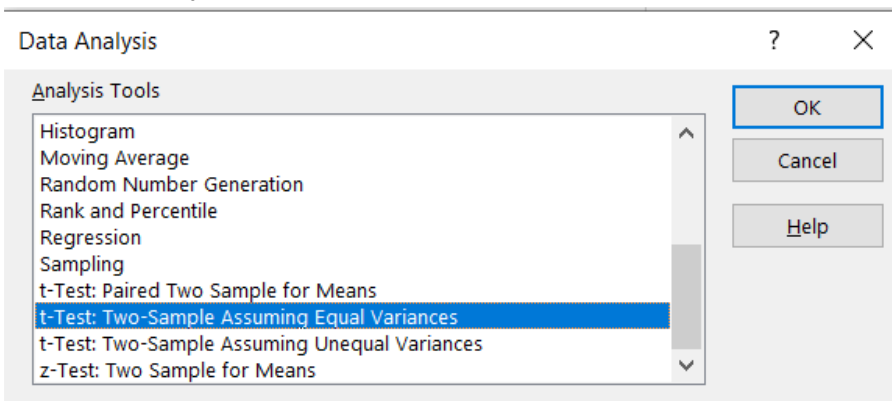 Data Analysis
?
Analysis Tools
Histogram
Moving Average
Random Number Generation
Rank and Percentile
Regression
Sampling
t-Test: Paired Two Sample for Means
t-Test: Two-Sample Assuming Equal Variances
t-Test: Two-Sample Assuming Unequal Variances
z-Test: Two Sample for Means
OK
Cancel
Help